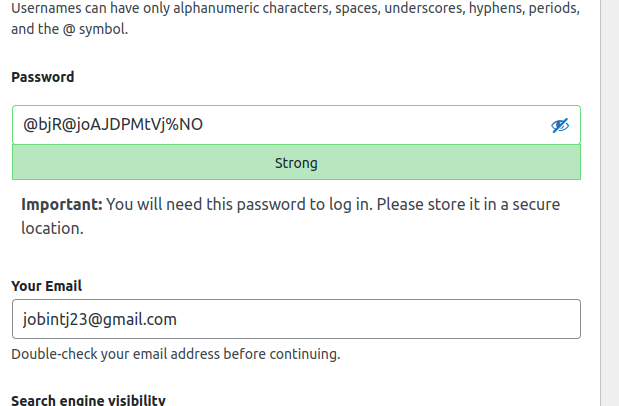 Usernames can have only alphanumeric characters, spaces, underscores, hyphens, periods,
and the @ symbol.
Password
@bjR@joAJDPMtVj%NO
Strong
Important: You will need this password to log in. Please store it in a secure
location.
Your Email
jobintj23@gmail.com
Double-check your email address before continuing.
Search engine visibility